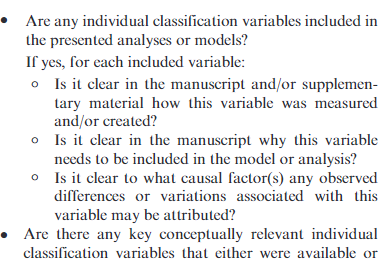 • Are any individual classification variables included in
the presented analyses or models?
If yes, for each included variable:
○ Is it clear in the manuscript and/or supplemen-
tary material how this variable was measured
and/or created?
○ Is it clear in the manuscript why this variable
needs to be included in the model or analysis?
○ Is it clear to what causal factor(s) any observed
differences or variations associated with this
variable may be attributed?
• Are there any key conceptually relevant individual
classification variables that either were available or